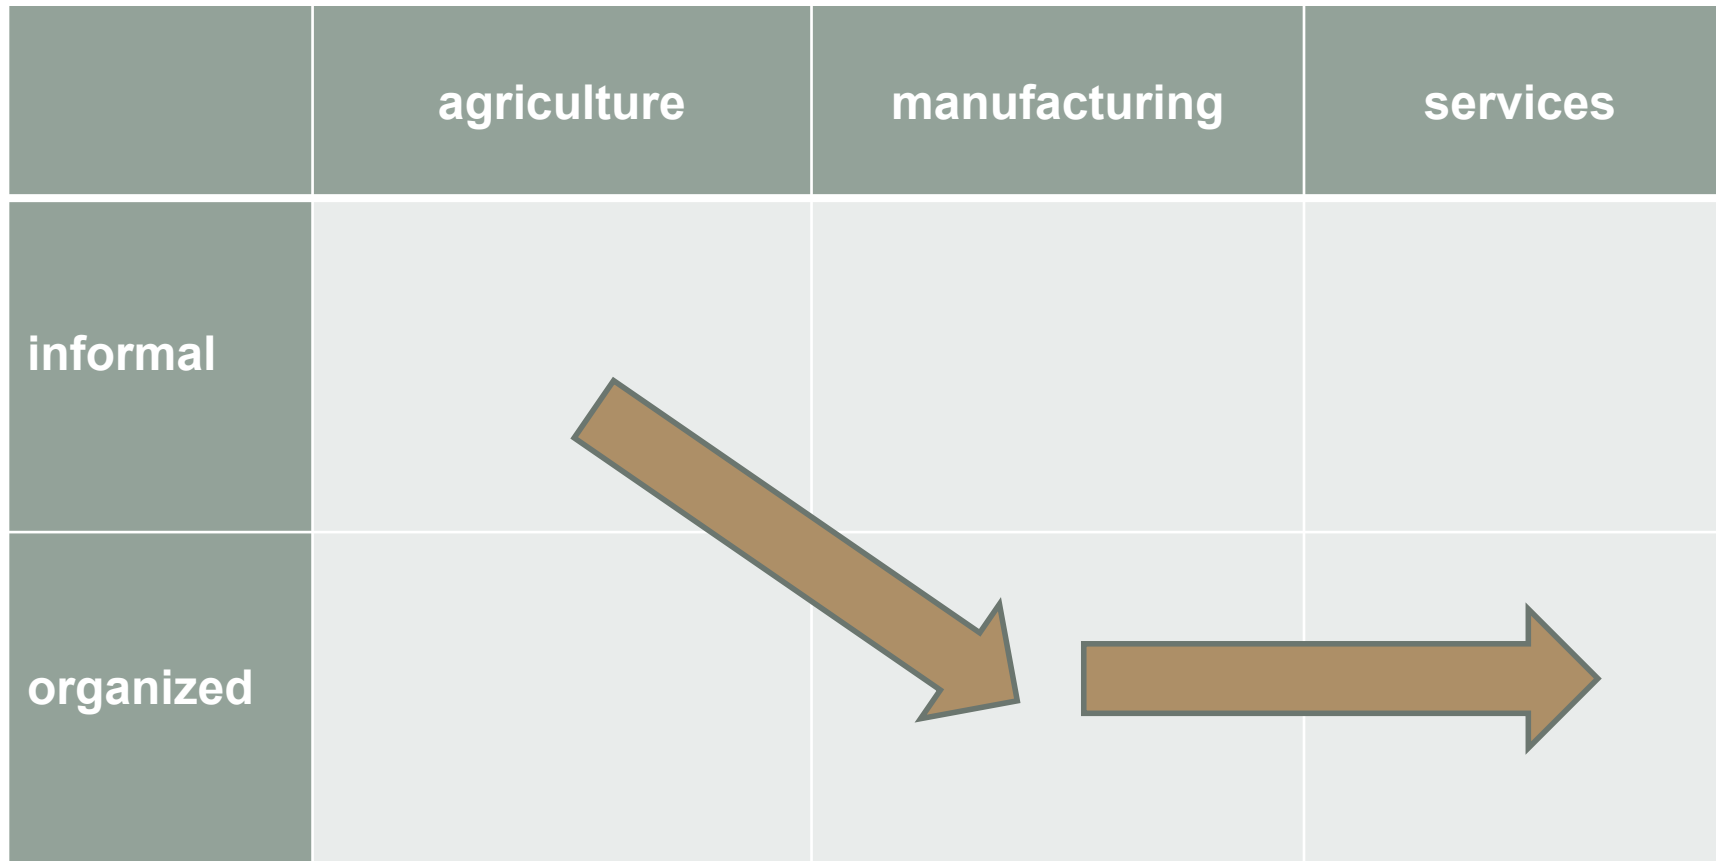 agriculture
manufacturing
services
informal
organized